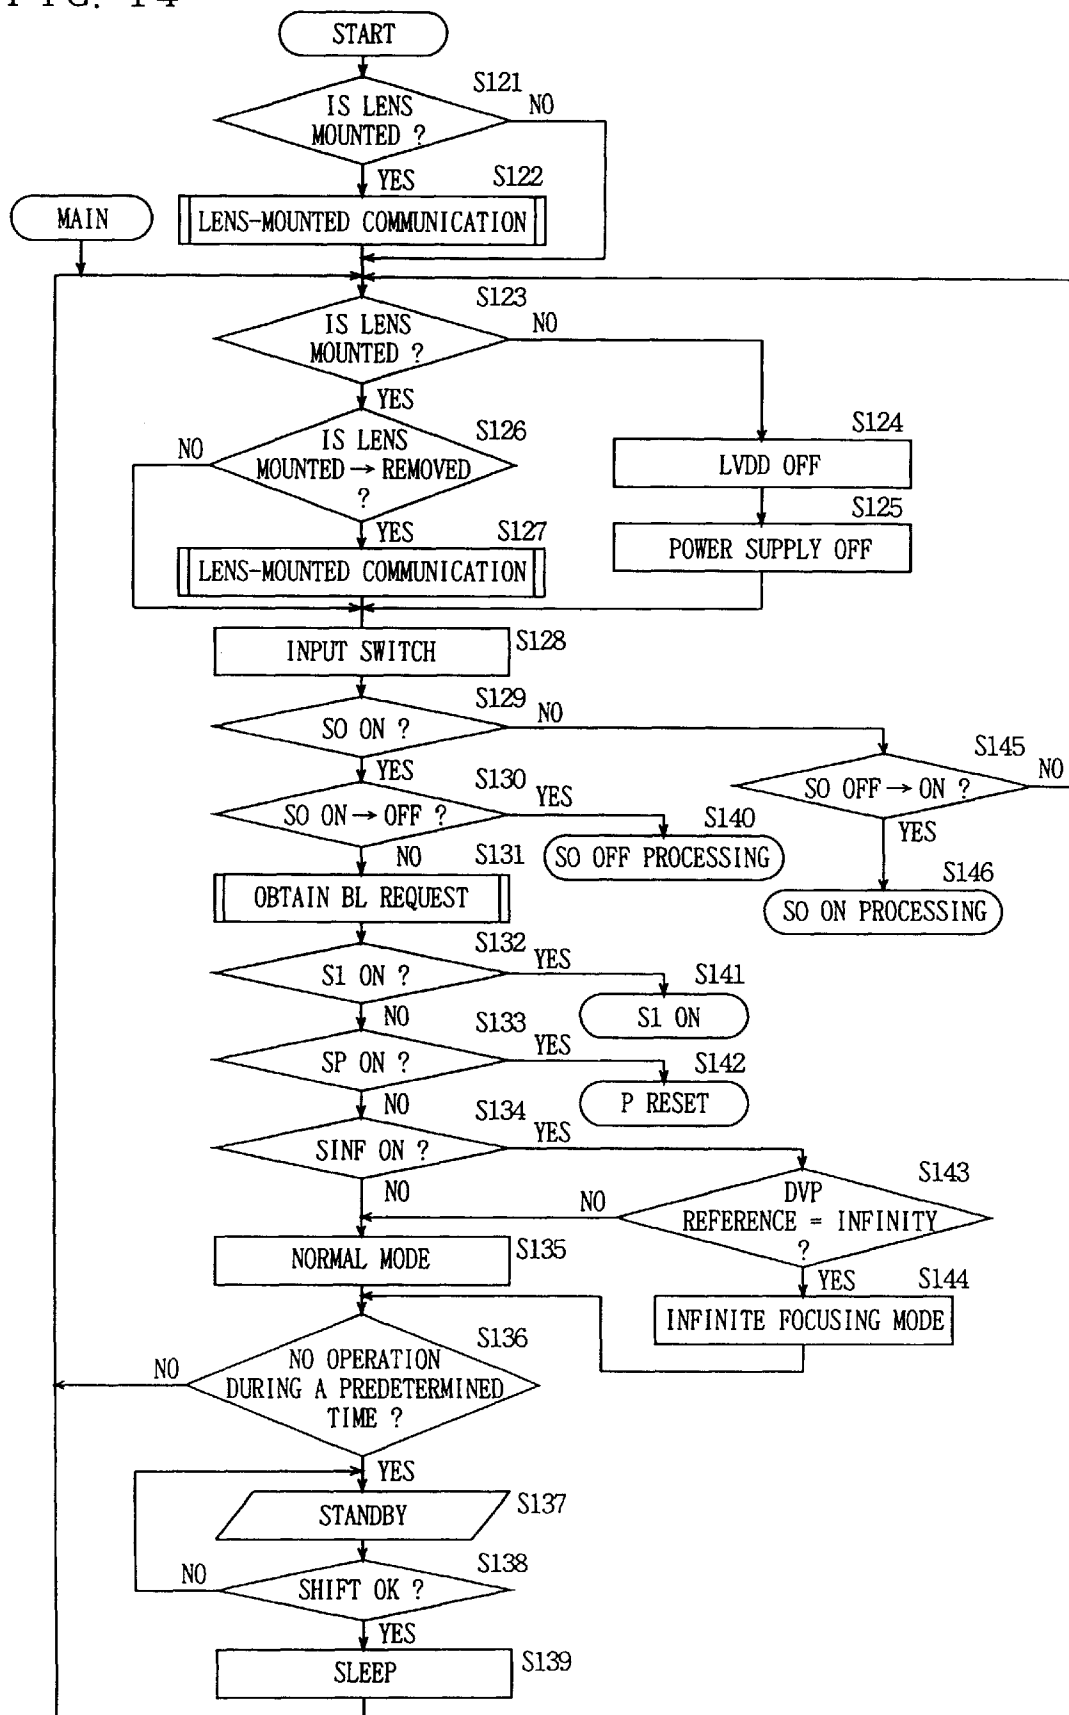 FIG. 14
START
S121
IS LENS
MOUNTED ?
NO
YES
S122
LENS-MOUNTED COMMUNICATION
MAIN
S123
IS LENS
MOUNTED ?
NO
YES
S126
NO
IS LENS
MOUNTED → REMOVED
?
S124
LVDD OFF
S125
POWER SUPPLY OFF
YES
S127
LENS-MOUNTED COMMUNICATION
INPUT SWITCH
S128
S129
SO ON ?
NO
YES
S145
SO OFF → ON ?
NO
YES
S146
SO ON PROCESSING
S130
SO ON → OFF ?
YES
S140
SO OFF PROCESSING
NO
S131
OBTAIN BL REQUEST
S132
S1 ON ?
YES
S141
S1 ON
NO
S133
SP ON ?
YES
S142
P RESET
NO
S134
SINF ON ?
YES
NO
S143
DVP
REFERENCE = INFINITY
?
NO
YES
S144
INFINITE FOCUSING MODE
NORMAL MODE
S135
S136
NO OPERATION
DURING A PREDETERMINED
TIME ?
NO
YES
STANDBY
S137
S138
SHIFT OK ?
NO
YES
SLEEP
S139